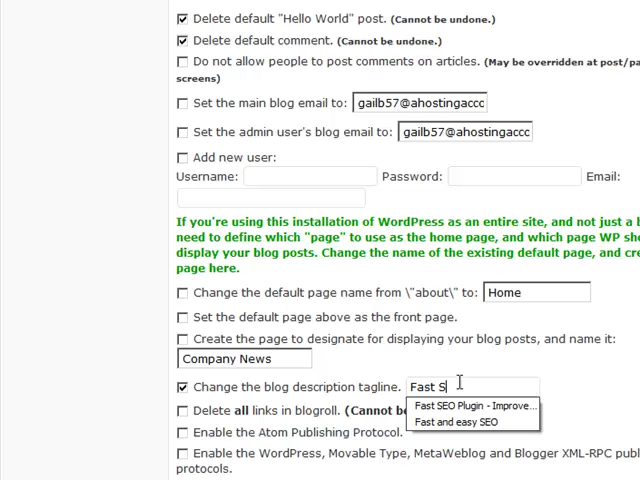 Delete default "Hello World" post. (Cannot be undone.)
Delete default comment. (Cannot be undone.)
Do not allow people to post comments on articles. (May be overridden at post/pa
screens)
Set the main blog email to: gailb57@ahostingaccc
Set the admin user's blog email to: gailb57@ahostingaccc
Add new user:
Username: Password: Email:
If you're using this installation of WordPress as an entire site, and not just a b
need to define which "page" to use as the home page, and which page WP sho
display your blog posts. Change the name of the existing default page, and cre
page here.
Change the default page name from \"about\" to: Home
Set the default page above as the front page.
Create the page to designate for displaying your blog posts, and name it:
Company News
Change the blog description tagline. Fast S
Fast SEO Plugin - Improve...
Delete all links in blogroll. (Cannot be
Fast and easy SEO
Enable the Atom Publishing Protocol.
Enable the WordPress, Movable Type, MetaWeblog and Blogger XML-RPC publ
protocols.